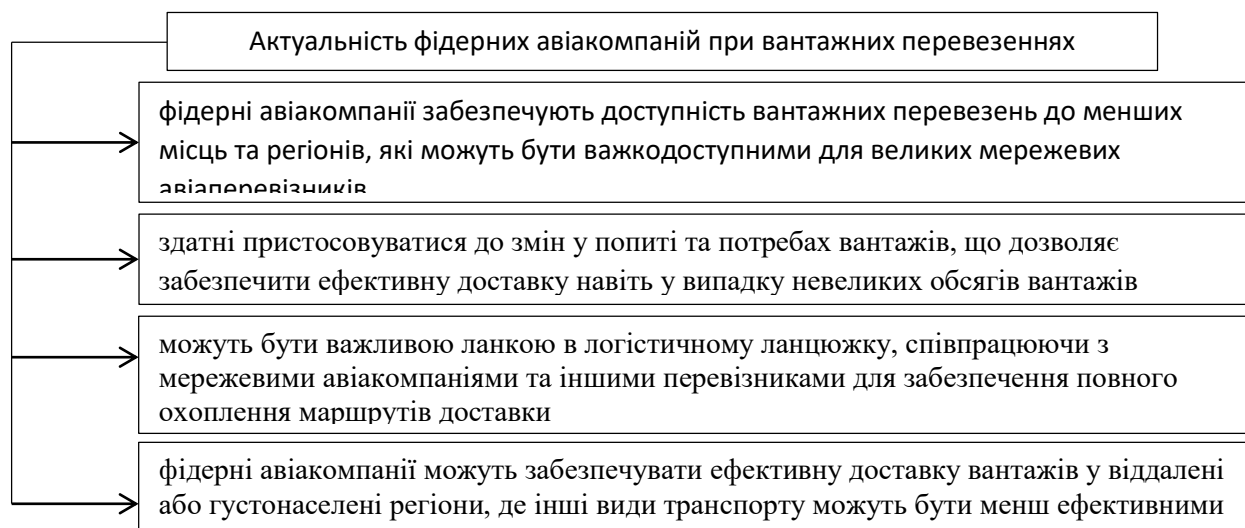 Актуальність фідерних авіакомпаній при вантажних перевезеннях
фідерні авіакомпанії забезпечують доступність вантажних перевезень до менших
місць та регіонів, які можуть бути важкодоступними для великих мережевих
авіаперевізників
здатні пристосовуватися до змін у попиті та потребах вантажів, що дозволяє
забезпечити ефективну доставку навіть у випадку невеликих обсягів вантажів
можуть бути важливою ланкою в логістичному ланцюжку, співпрацюючи з
мережевими авіакомпаніями та іншими перевізниками для забезпечення повного
охоплення маршрутів доставки
фідерні авіакомпанії можуть забезпечувати ефективну доставку вантажів у віддалені
або густонаселені регіони, де інші види транспорту можуть бути менш ефективними